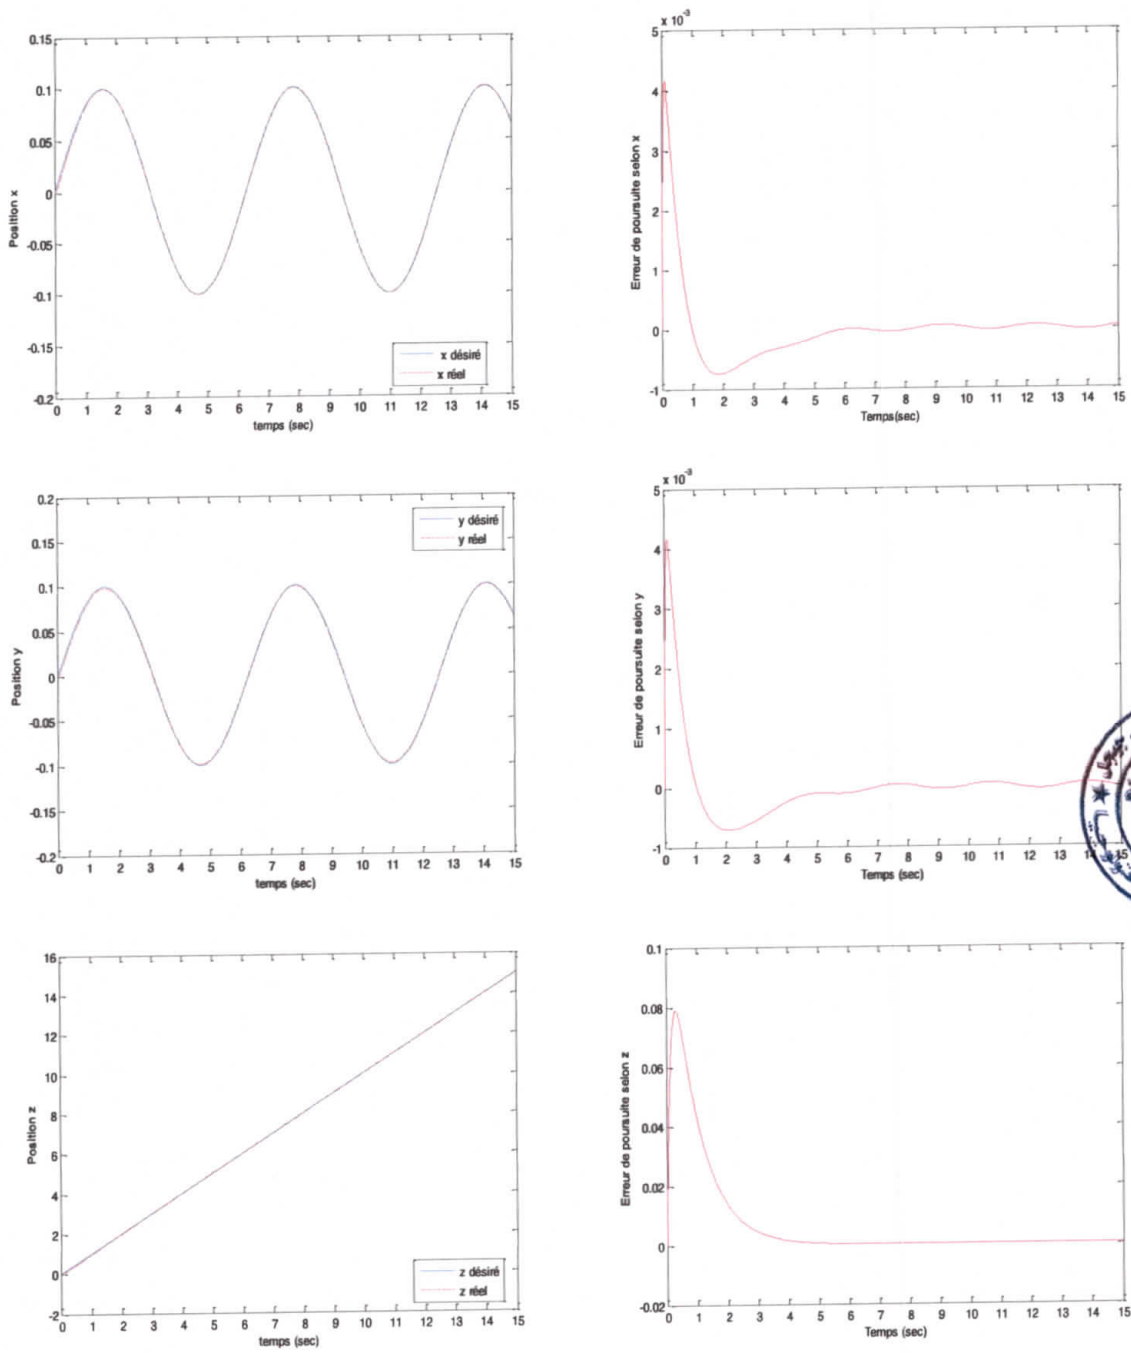 0.15
0.1
0.05
0
-0.05
-0.1
-0.15
-0.2
Position x
x désiré
x réel
0 1 2 3 4 5 6 7 8 9 10 11 12 13 14 15
temps (sec)
x 10-3
5
4
3
2
1
0
-1
Erreur de poursuite selon x
0 1 2 3 4 5 6 7 8 9 10 11 12 13 14 15
Temps(sec)
0.2
0.15
0.1
0.05
0
-0.05
-0.1
-0.15
-0.2
Position y
y désiré
y réel
0 1 2 3 4 5 6 7 8 9 10 11 12 13 14 15
temps (sec)
x 10-3
5
4
3
2
1
0
-1
Erreur de poursuite selon y
0 1 2 3 4 5 6 7 8 9 10 11 12 13 14 15
Temps (sec)
16
14
12
10
8
6
4
2
0
-2
Position z
z désiré
z réel
0 1 2 3 4 5 6 7 8 9 10 11 12 13 14 15
temps (sec)
0.1
0.08
0.06
0.04
0.02
0
-0.02
Erreur de poursuite selon z
0 1 2 3 4 5 6 7 8 9 10 11 12 13 14 15
Temps (sec)